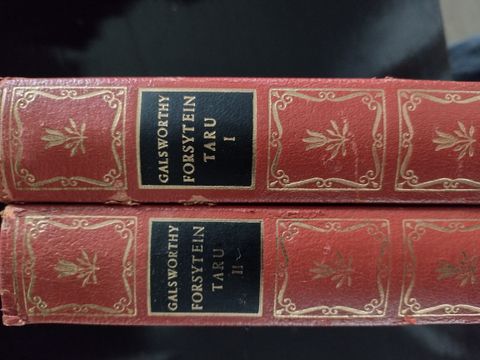 GALSWORTHY
FORSYTEIN
TARU
I
GALSWORTHY
FORSYTEIN
TARU
II